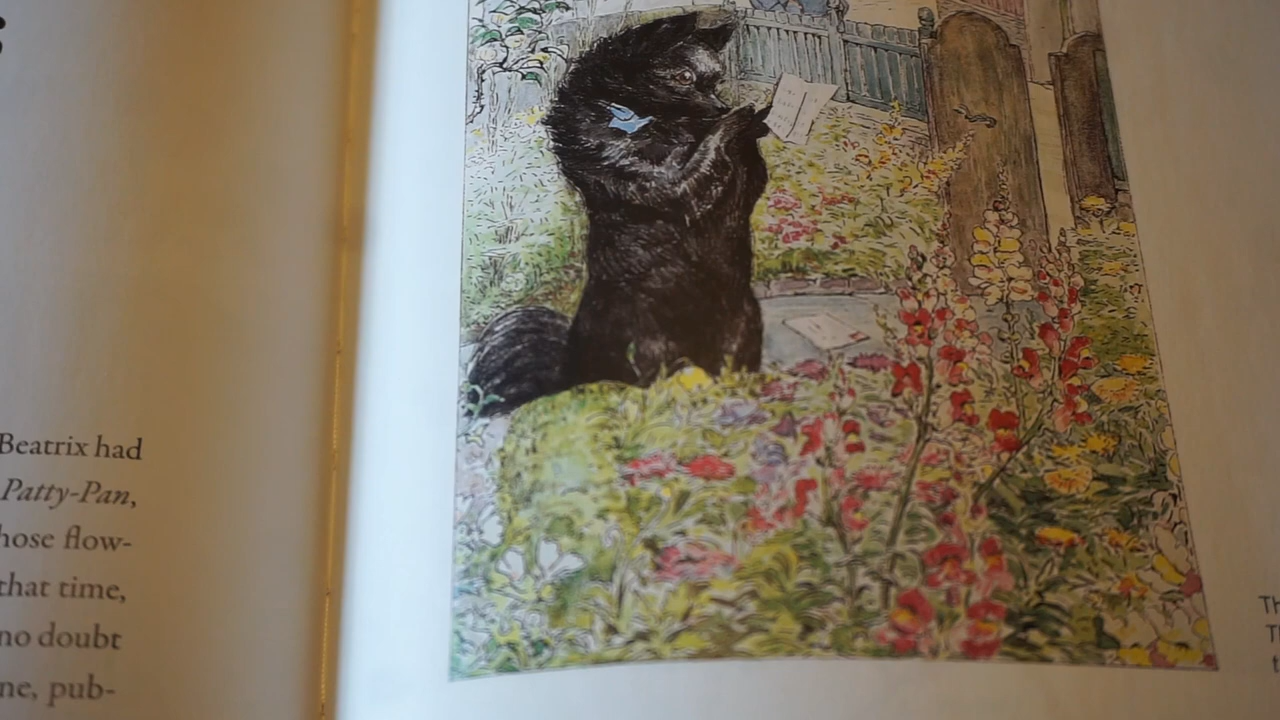 Beatrix had
Patty-Pan,
hose flow-
that time,
no doubt
ne, pub-